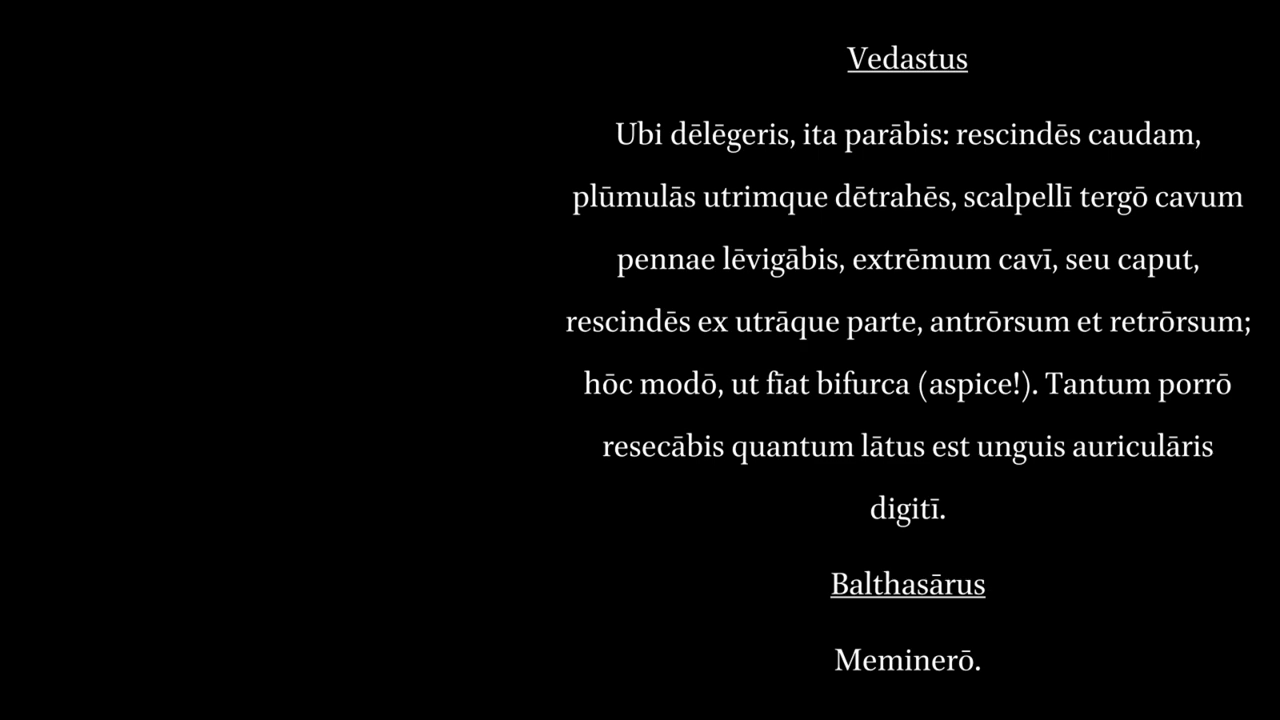 Vedastus
Ubi dēlēgeris, ita parābis: rescindēs caudam,
plūmulās utrimque dētrahēs, scalpellī tergō cavum
pennae lēvigābis, extrēmum cavī, seu caput,
rescindēs ex utrāque parte, antrōrsum et retrōrsum;
hōc modō, ut fīat bifurca (aspice!). Tantum porrō
resecābis quantum lātus est unguis auriculāris
digitī.
Balthasārus
Meminerō.